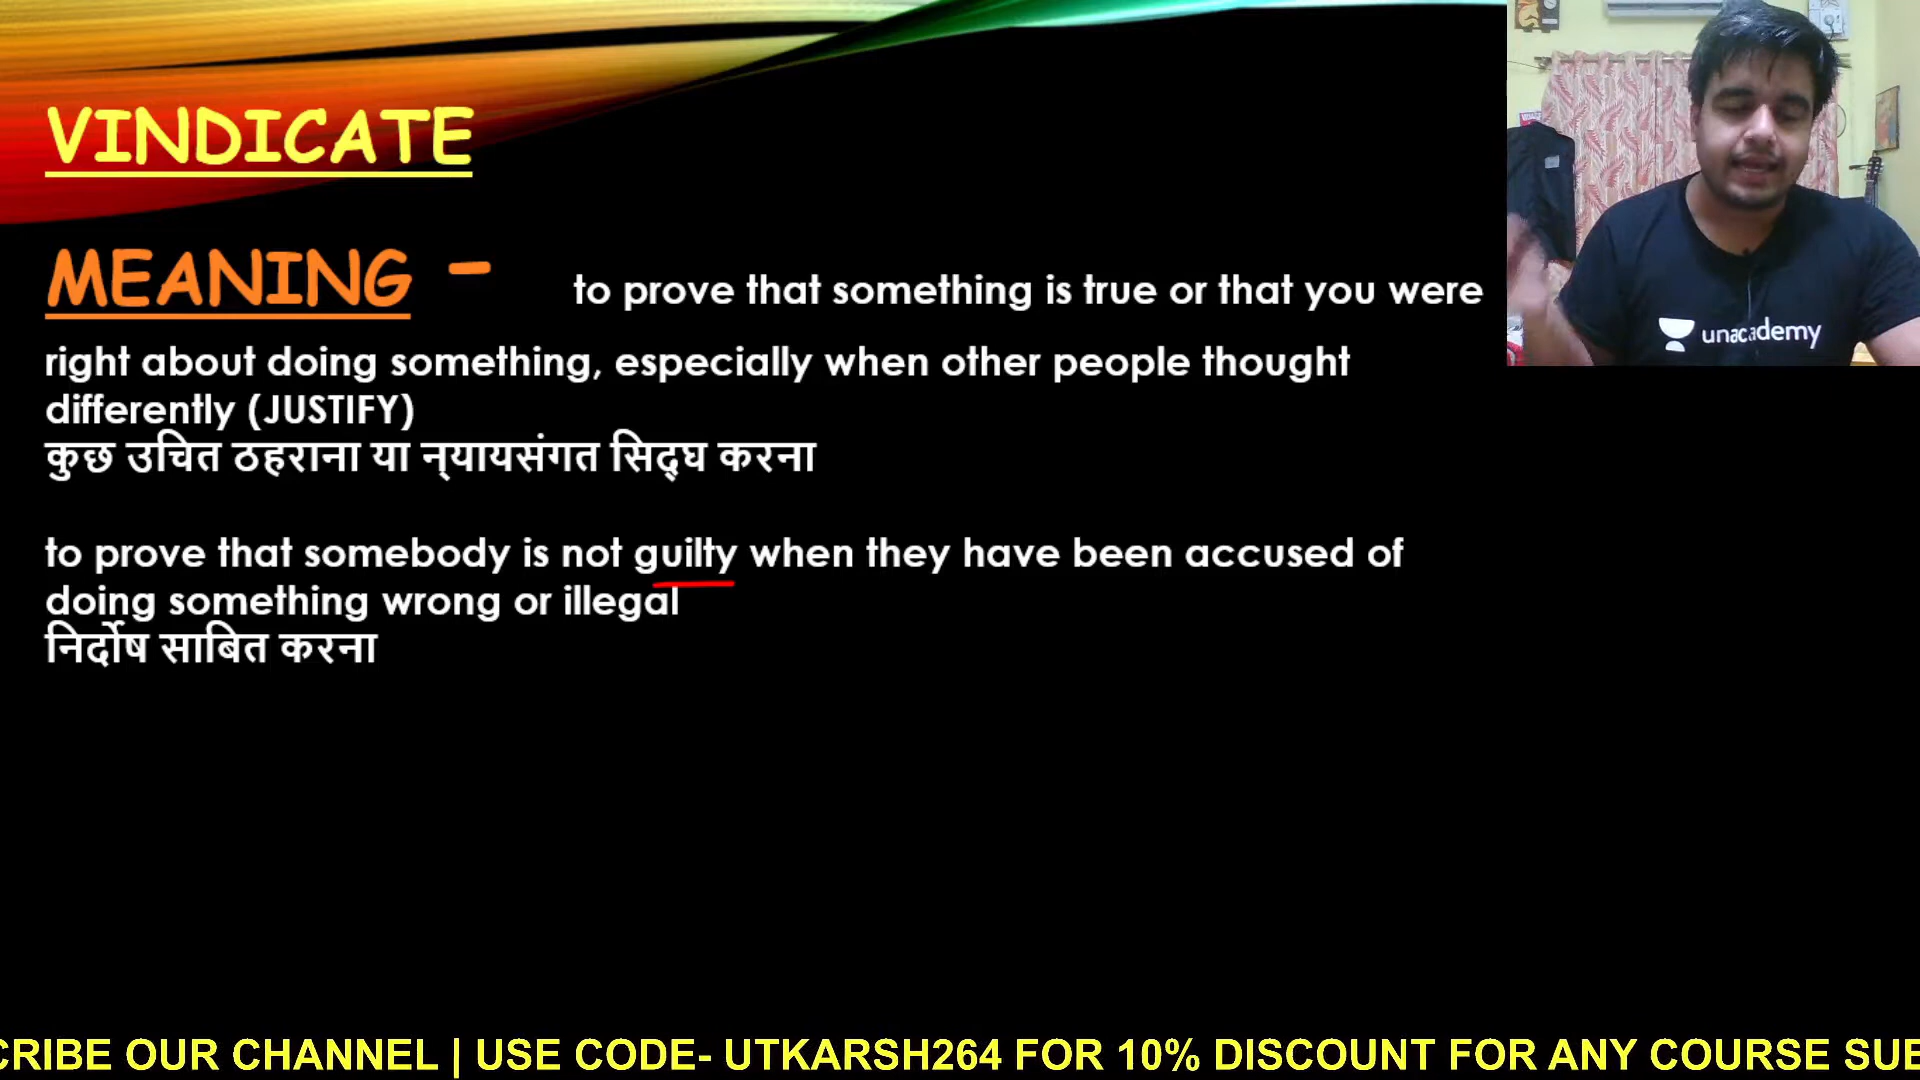 VINDICATE
MEANING - to prove that something is true or that you were
right about doing something, especially when other people thought
differently (JUSTIFY)
कुछ उचित ठहराना या न्यायसंगत सिद्घ करना
to prove that somebody is not guilty when they have been accused of
doing something wrong or illegal
निर्दोष साबित करना
unacademy
CRIBE OUR CHANNEL | USE CODE- UTKARSH264 FOR 10% DISCOUNT FOR ANY COURSE SUB